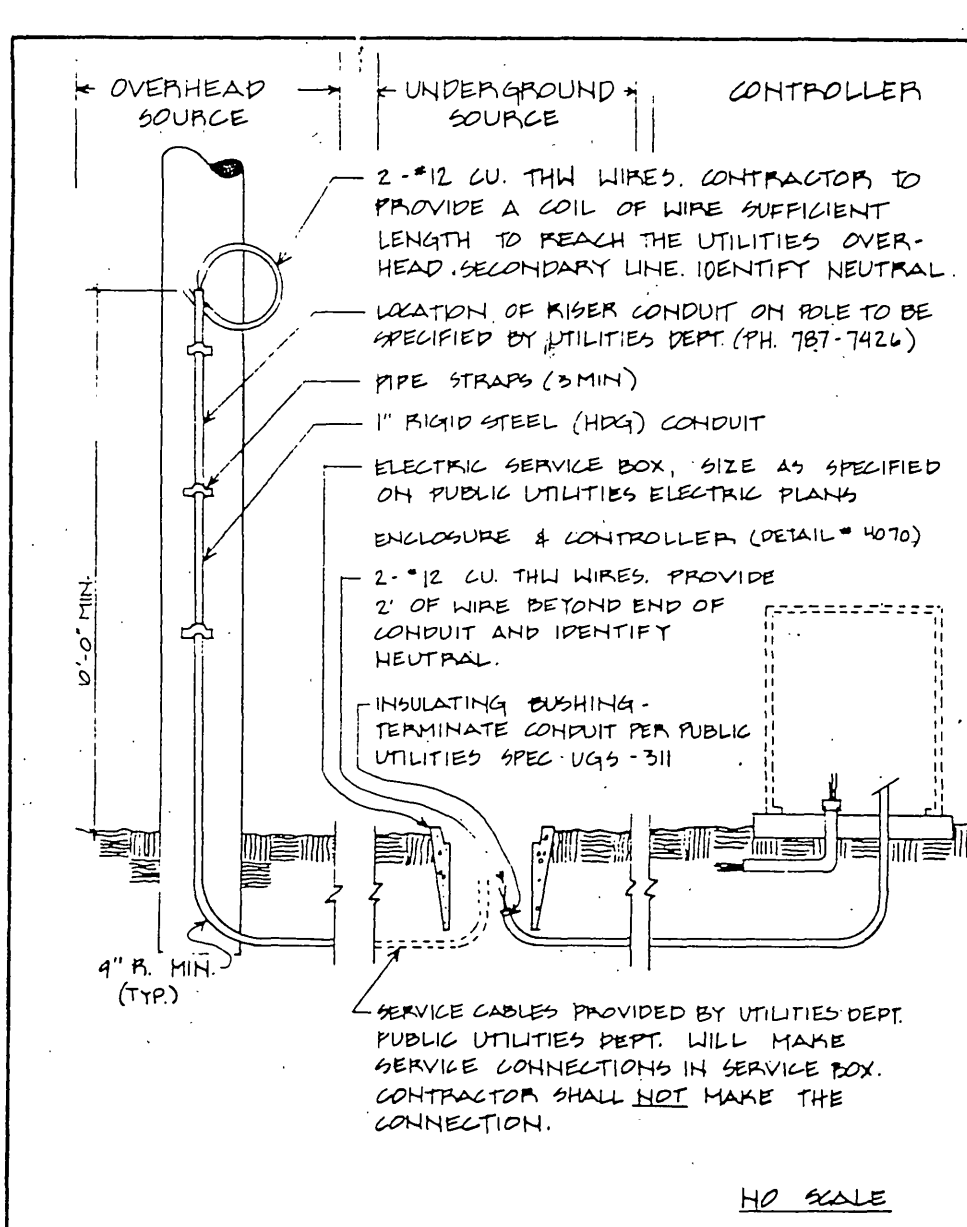 OVERHEAD SOURCE
UNDERGROUND SOURCE
CONTROLLER
2-#12 CU. THW WIRES. CONTRACTOR TO
PROVIDE A COIL OF WIRE SUFFICIENT
LENGTH TO REACH THE UTILITIES OVER-
HEAD SECONDARY LINE. IDENTIFY NEUTRAL.
LOCATION OF RISER CONDUIT ON POLE TO BE
SPECIFIED BY UTILITIES DEPT. (PH. 787-7426)
PIPE STRAPS (3 MIN)
1" RIGID STEEL (HDG) CONDUIT
ELECTRIC SERVICE BOX, SIZE AS SPECIFIED
ON PUBLIC UTILITIES ELECTRIC PLANS
ENCLOSURE & CONTROLLER (DETAIL # 4070)
2-#12 CU. THW WIRES. PROVIDE
2' OF WIRE BEYOND END OF
CONDUIT AND IDENTIFY
NEUTRAL.
10'-0" MIN.
INSULATING BUSHING-
TERMINATE CONDUIT PER PUBLIC
UTILITIES SPEC UGS-311
9" R. MIN.
(TYP.)
SERVICE CABLES PROVIDED BY UTILITIES DEPT.
PUBLIC UTILITIES DEPT. WILL MAKE
SERVICE CONNECTIONS IN SERVICE BOX.
CONTRACTOR SHALL NOT MAKE THE
CONNECTION.
NO SCALE